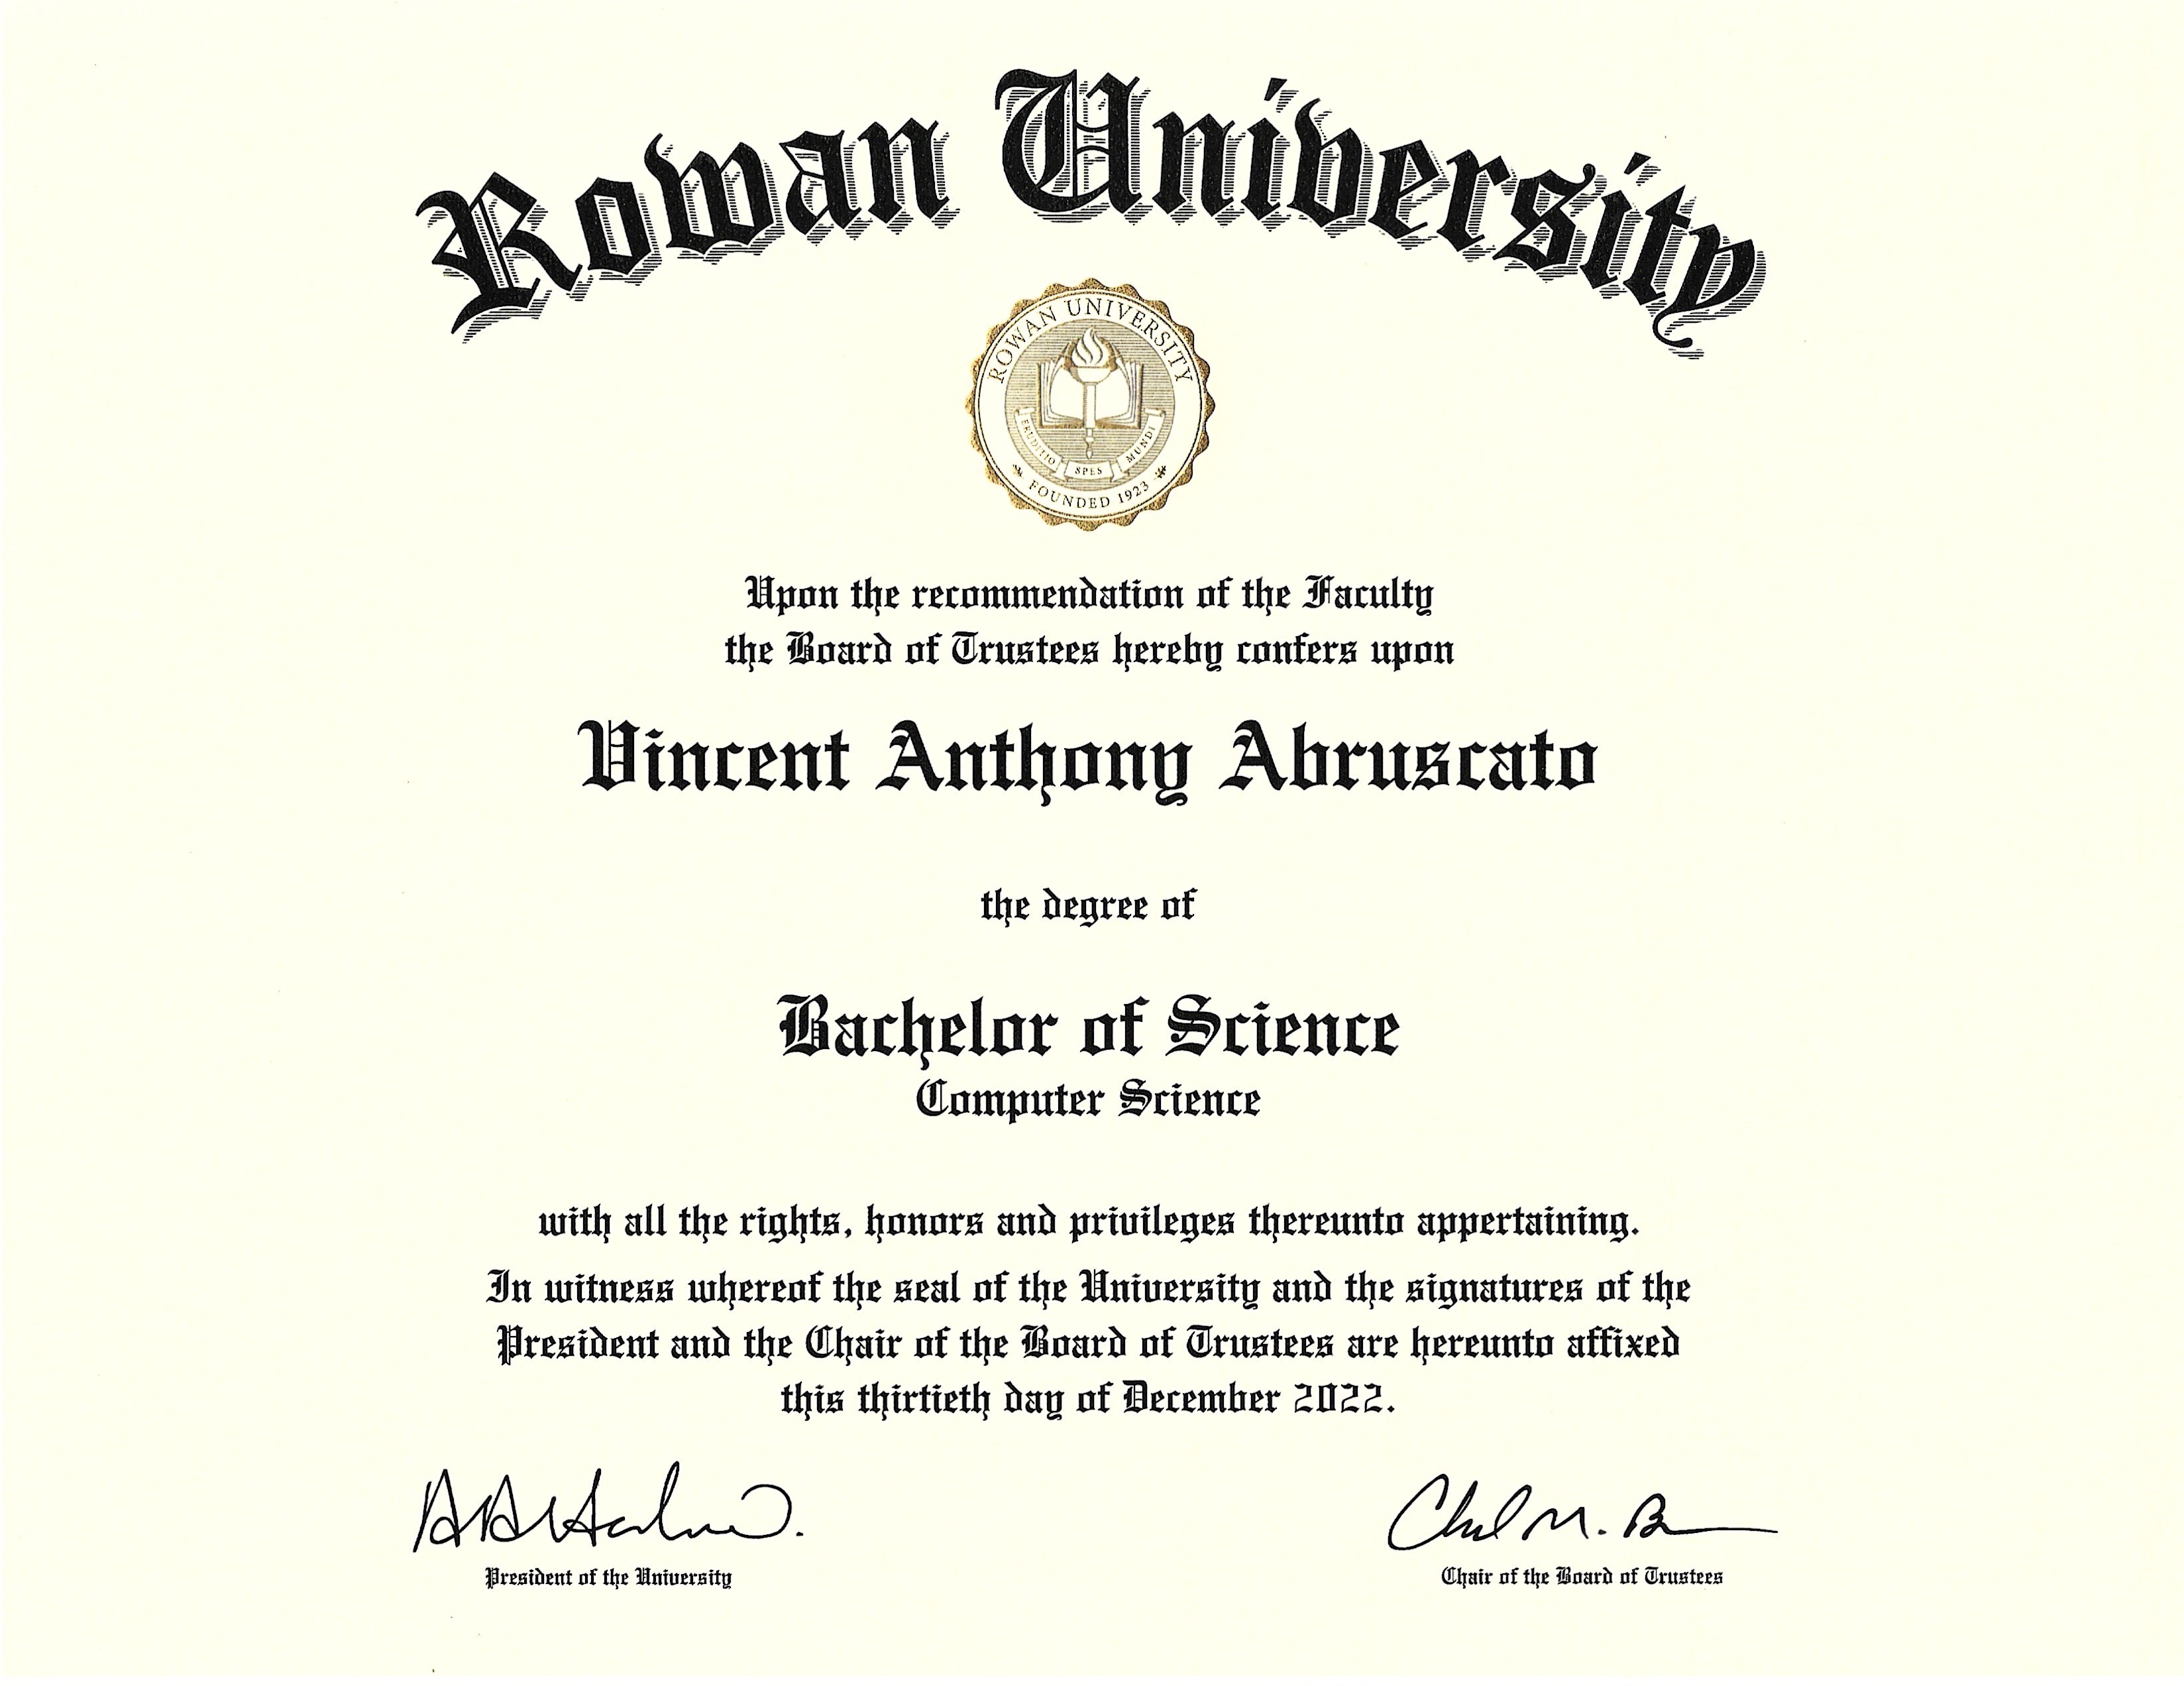 Rowan University
ROWAN UNIVERSITY
ERUDITIO SPES MUNDI
FOUNDED 1923
Upon the recommendation of the Faculty
the Board of Trustees hereby confers upon
Vincent Anthony Abruscato
the degree of
Bachelor of Science
Computer Science
with all the rights, honors and privileges thereunto appertaining.
In witness whereof the seal of the University and the signatures of the
President and the Chair of the Board of Trustees are hereunto affixed
this thirtieth day of December 2022.
President of the University
Chair of the Board of Trustees